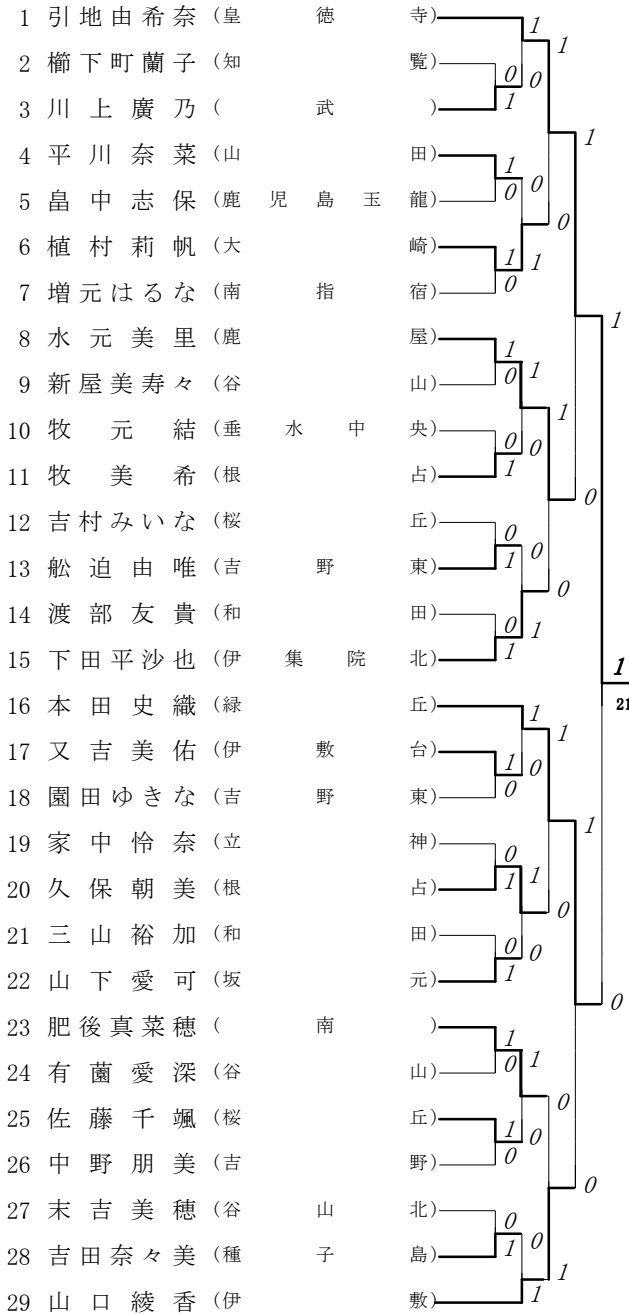 1 引地由希奈 (皇徳寺)
1
1
2 櫛下町蘭子 (知覧)
0 0
3 川上廣乃 (武)
1
1
4 平川奈菜 (山田)
1
0
5 畠中志保 (鹿児島玉龍)
0
0
6 植村莉帆 (大崎)
1 1
7 増元はるな (南指宿)
0
1
8 水元美里 (鹿屋)
1
1
9 新屋美寿々 (谷山)
0
1
10 牧元結 (垂水中央)
0 0
11 牧美希 (根占)
1
0
12 吉村みいな (桜丘)
0
0
13 舩迫由唯 (吉野東)
1
0
14 渡部友貴 (和田)
0 1
15 下田平沙也 (伊集院北)
1
1
21
16 本田史織 (緑丘)
1
1
17 又吉美佑 (伊敷台)
1 0
18 園田ゆきな (吉野東)
0
1
19 家中怜奈 (立神)
0
1
20 久保朝美 (根占)
1
0
21 三山裕加 (和田)
0 0
22 山下愛可 (坂元)
1
0
23 肥後真菜穂 (南)
1
1
24 有薗愛深 (谷山)
0
0
25 佐藤千颯 (桜丘)
1 0
26 中野朋美 (吉野)
0
0
27 末吉美穂 (谷山北)
0
0
28 吉田奈々美 (種子島)
1
1
29 山口綾香 (伊敷)
1